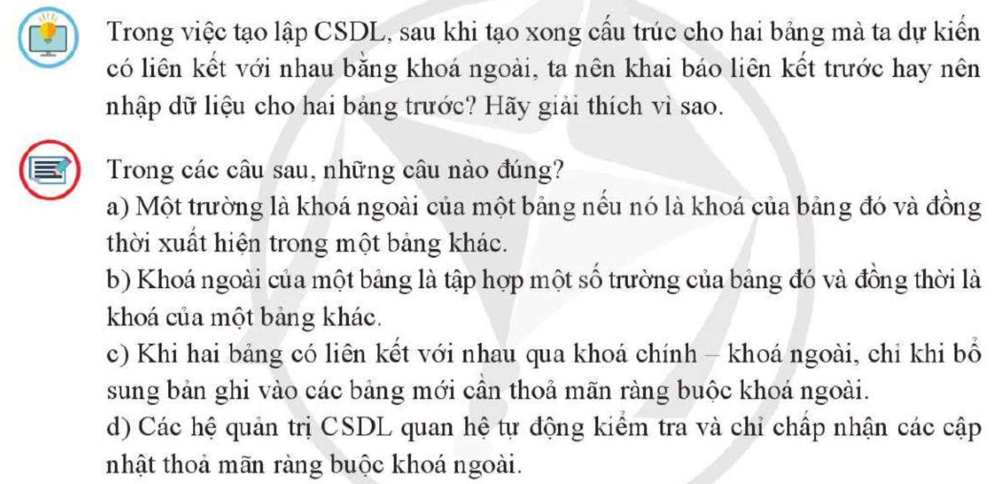 Trong việc tạo lập CSDL, sau khi tạo xong cấu trúc cho hai bảng mà ta dự kiến
có liên kết với nhau bằng khoá ngoài, ta nên khai báo liên kết trước hay nên
nhập dữ liệu cho hai bảng trước? Hãy giải thích vì sao.
Trong các câu sau, những câu nào đúng?
a) Một trường là khoá ngoài của một bảng nếu nó là khoá của bảng đó và đồng
thời xuất hiện trong một bảng khác.
b) Khoá ngoài của một bảng là tập hợp một số trường của bảng đó và đồng thời là
khoá của một bảng khác.
c) Khi hai bảng có liên kết với nhau qua khoá chính – khoá ngoài, chỉ khi bổ
sung bản ghi vào các bảng mới cần thoả mãn ràng buộc khoá ngoài.
d) Các hệ quản trị CSDL quan hệ tự động kiểm tra và chỉ chấp nhận các cập
nhật thoả mãn ràng buộc khoá ngoài.